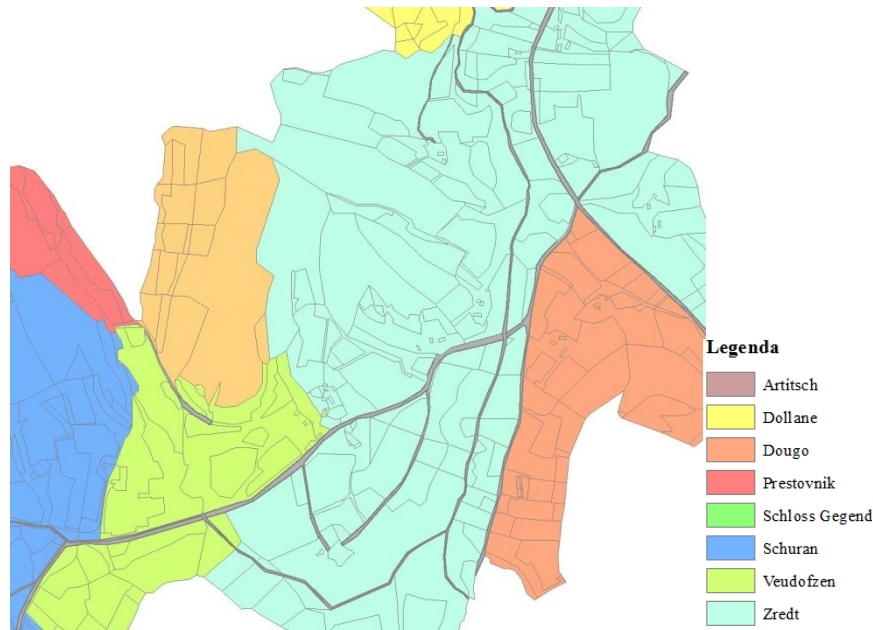 Legenda
Artitsch
Dollane
Dougo
Prestovnik
Schloss Gegend
Schuran
Veudofzen
Zredt